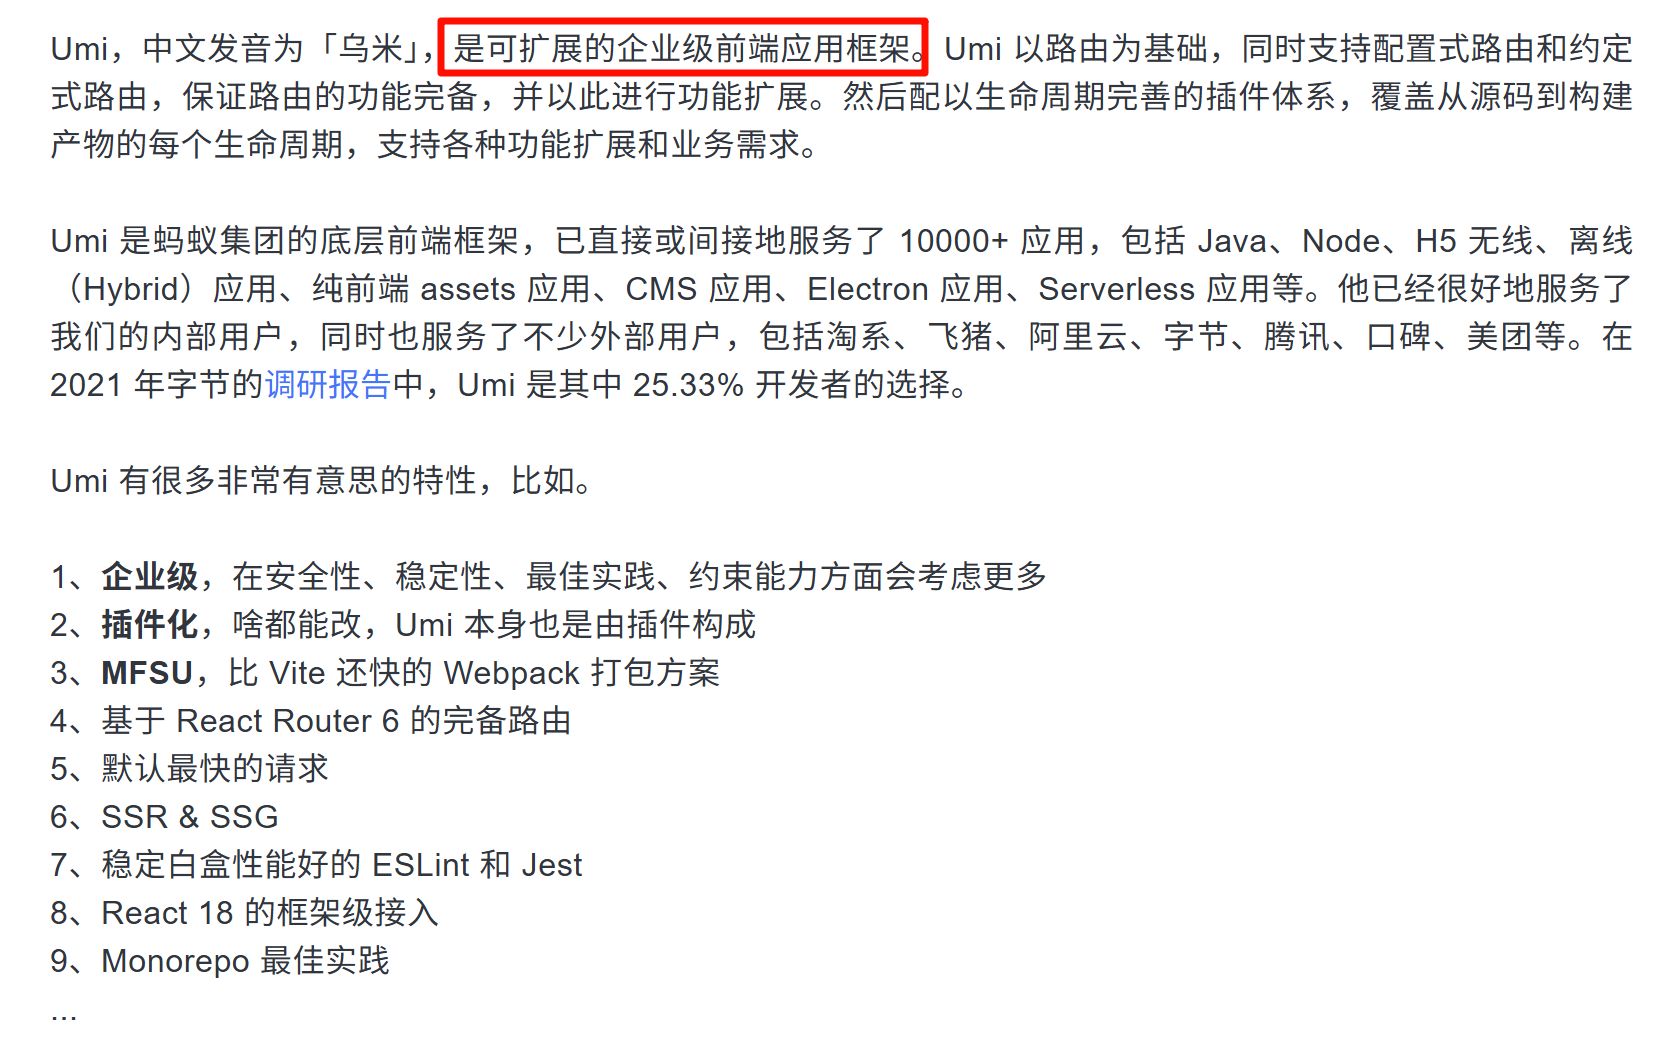 Umi，中文发音为「乌米」，是可扩展的企业级前端应用框架。Umi 以路由为基础，同时支持配置式路由和约定
式路由，保证路由的功能完备，并以此进行功能扩展。然后配以生命周期完善的插件体系，覆盖从源码到构建
产物的每个生命周期，支持各种功能扩展和业务需求。
Umi 是蚂蚁集团的底层前端框架，已直接或间接地服务了 10000+ 应用，包括 Java、Node、H5 无线、离线
（Hybrid）应用、纯前端 assets 应用、CMS 应用、Electron 应用、Serverless 应用等。他已经很好地服务了
我们的内部用户，同时也服务了不少外部用户，包括淘系、飞猪、阿里云、字节、腾讯、口碑、美团等。在
2021 年字节的调研报告中，Umi 是其中 25.33% 开发者的选择。
Umi 有很多非常有意思的特性，比如。
1、企业级，在安全性、稳定性、最佳实践、约束能力方面会考虑更多
2、插件化，啥都能改，Umi 本身也是由插件构成
3、MFSU，比 Vite 还快的 Webpack 打包方案
4、基于 React Router 6 的完备路由
5、默认最快的请求
6、SSR & SSG
7、稳定白盒性能好的 ESLint 和 Jest
8、React 18 的框架级接入
9、Monorepo 最佳实践
...